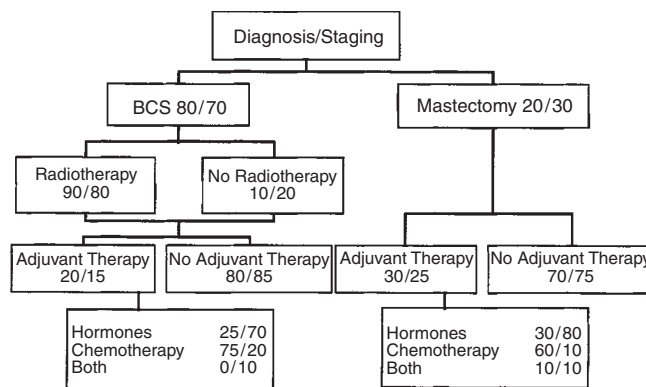 Diagnosis/Staging
BCS 80/70
Mastectomy 20/30
Radiotherapy
90/80
No Radiotherapy
10/20
Adjuvant Therapy
20/15
No Adjuvant Therapy
80/85
Adjuvant Therapy
30/25
No Adjuvant Therapy
70/75
Hormones 25/70
Chemotherapy 75/20
Both 0/10
Hormones 30/80
Chemotherapy 60/10
Both 10/10